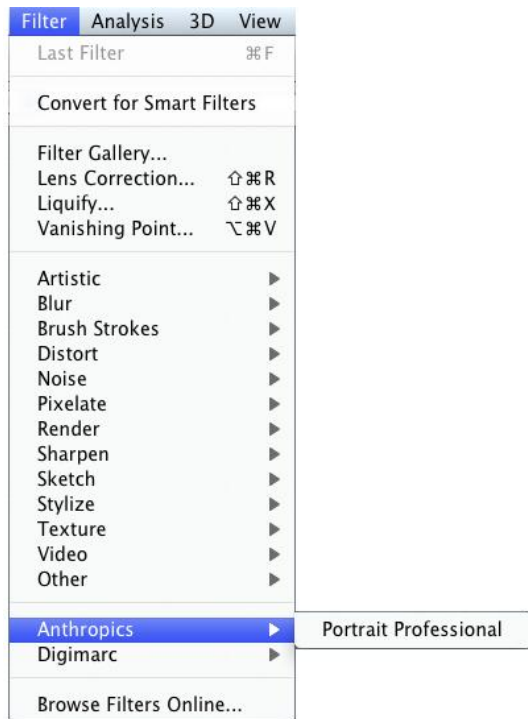 Filter Analysis 3D View
Last Filter ⌘F
Convert for Smart Filters
Filter Gallery...
Lens Correction... ⇧⌘R
Liquify... ⇧⌘X
Vanishing Point... ⌥⌘V
Artistic
Blur
Brush Strokes
Distort
Noise
Pixelate
Render
Sharpen
Sketch
Stylize
Texture
Video
Other
Anthropics Portrait Professional
Digimarc
Browse Filters Online...